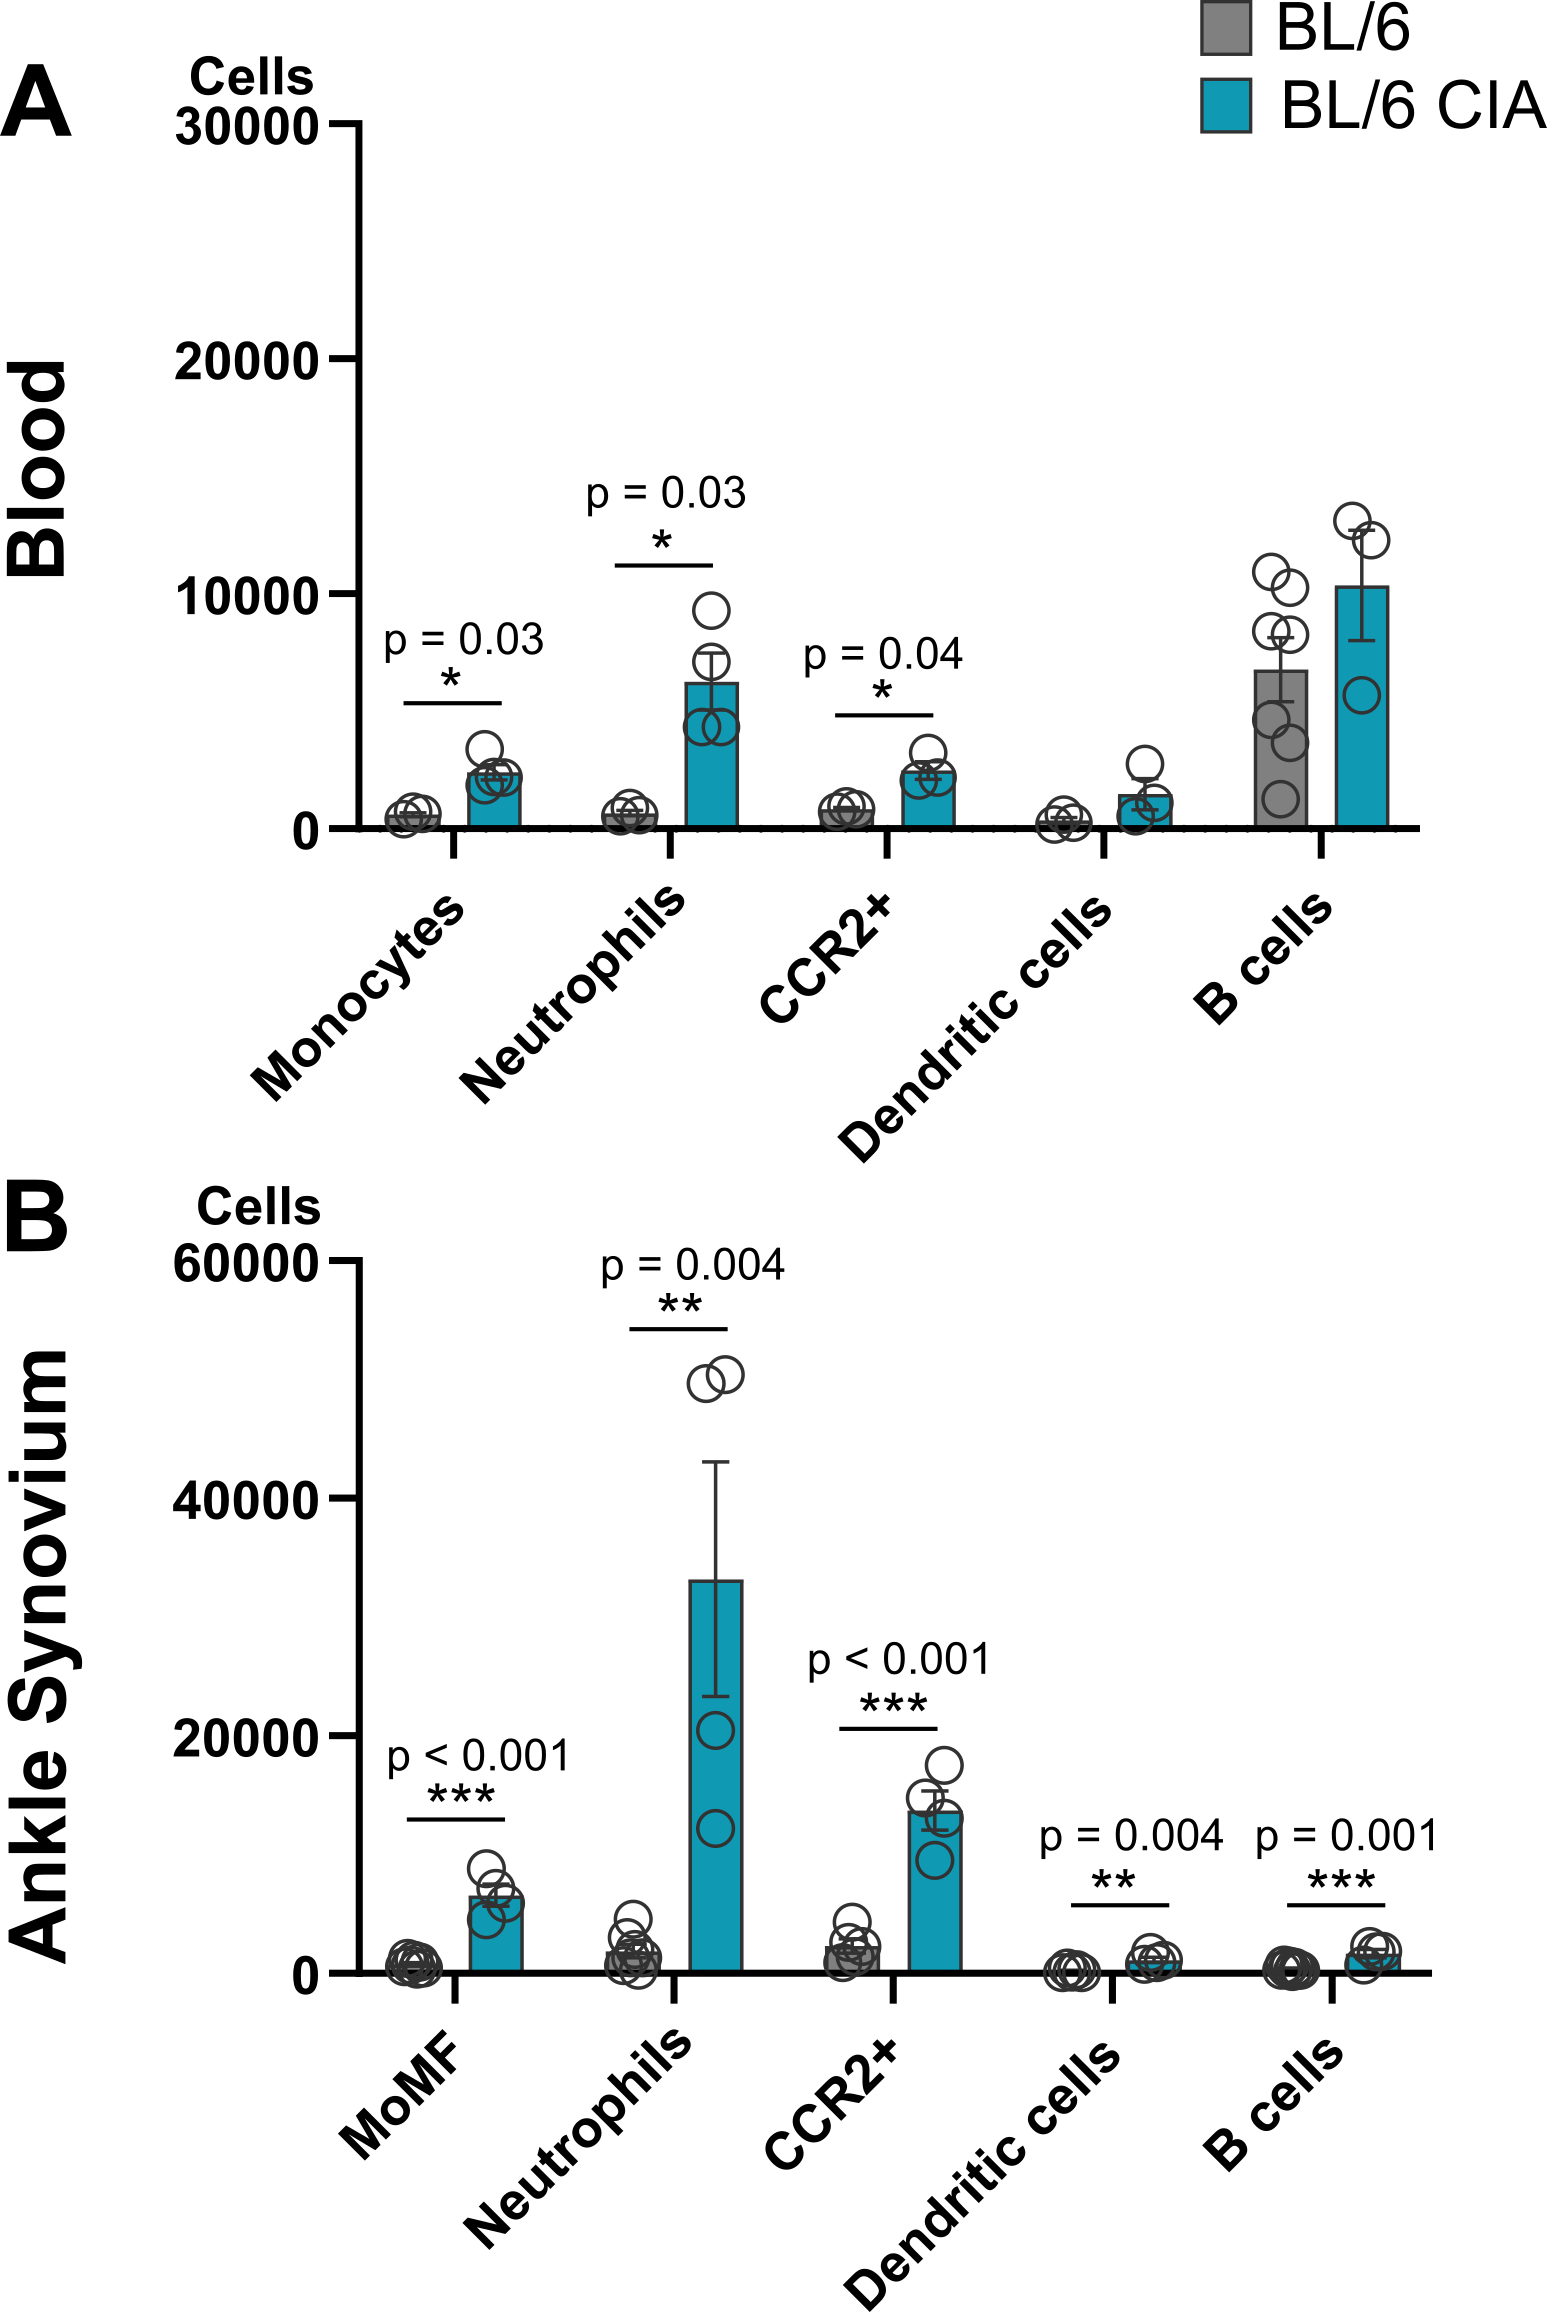 BL/6
BL/6 CIA
A
Cells
30000
20000
10000
0
Blood
p = 0.03
*
p = 0.03
*
p = 0.04
*
Monocytes
Neutrophils
CCR2+
Dendritic cells
B cells
B
Cells
60000
40000
20000
0
Ankle Synovium
p < 0.001
***
p = 0.004
**
p < 0.001
***
p = 0.004
**
p = 0.001
***
MoMF
Neutrophils
CCR2+
Dendritic cells
B cells